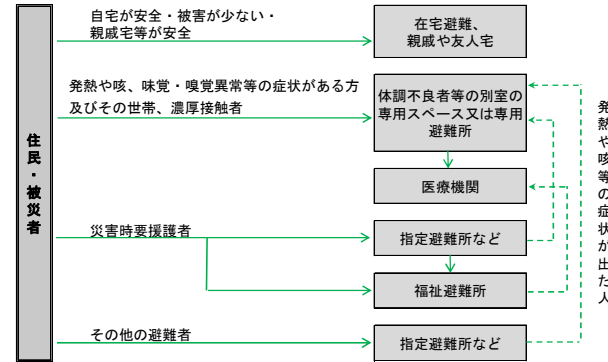 住民・被災者
自宅が安全・被害が少ない・
親戚宅等が安全
在宅避難、
親戚や友人宅
発熱や咳、味覚・嗅覚異常等の症状がある方
及びその世帯、濃厚接触者
体調不良者等の別室の
専用スペース又は専用
避難所
医療機関
災害時要援護者
指定避難所など
福祉避難所
その他の避難者
指定避難所など
発熱や咳等の症状が出た人